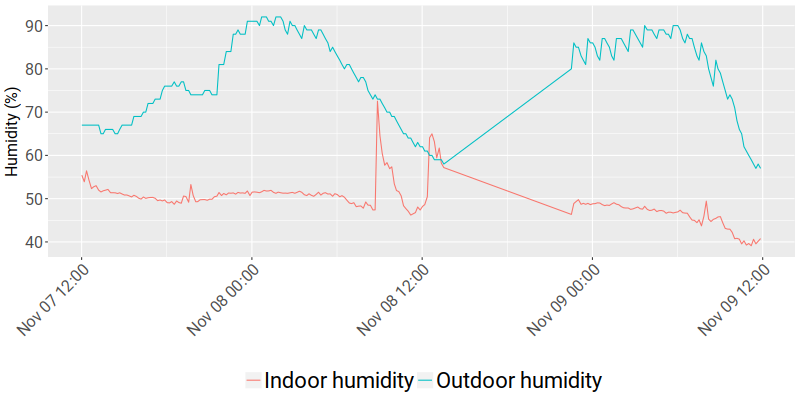 Humidity (%)
90
80
70
60
50
40
Nov 07 12:00
Nov 08 00:00
Nov 08 12:00
Nov 09 00:00
Nov 09 12:00
Indoor humidity Outdoor humidity